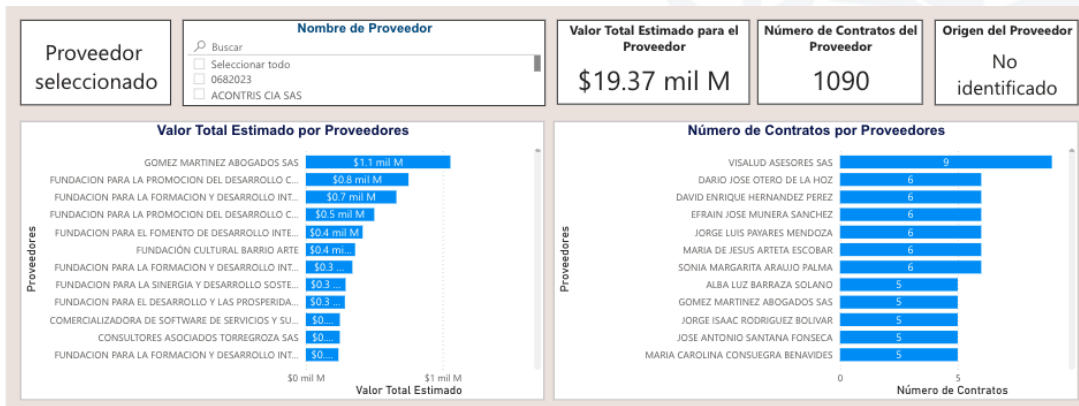 Proveedor
seleccionado
Nombre de Proveedor
Buscar
Seleccionar todo
0682023
ACONTRIS CIA SAS
Valor Total Estimado para el
Proveedor
$19.37 mil M
Número de Contratos del
Proveedor
1090
Origen del Proveedor
No
identificado
Valor Total Estimado por Proveedores
Proveedores
GOMEZ MARTINEZ ABOGADOS SAS $1.1 mil M
FUNDACION PARA LA PROMOCION DEL DESARROLLO C... $0.8 mil M
FUNDACION PARA LA FORMACION Y DESARROLLO INT... $0.7 mil M
FUNDACION PARA LA PROMOCION DEL DESARROLLO C... $0.5 mil M
FUNDACION PARA EL FOMENTO DE DESARROLLO INTE... $0.4 mil M
FUNDACIÓN CULTURAL BARRIO ARTE $0.4 mi...
FUNDACION PARA LA FORMACION Y DESARROLLO INT... $0.3 ...
FUNDACION PARA LA SINERGIA Y DESARROLLO SOSTE... $0.3 ...
FUNDACION PARA EL DESARROLLO Y LAS PROSPERIDA... $0.3 ...
COMERCIALIZADORA DE SOFTWARE DE SERVICIOS Y SU... $0....
CONSULTORES ASOCIADOS TORREGROZA SAS $0....
FUNDACION PARA LA FORMACION Y DESARROLLO INT... $0....
$0 mil M $1 mil M
Valor Total Estimado
Número de Contratos por Proveedores
Proveedores
VISALUD ASESORES SAS 9
DARIO JOSE OTERO DE LA HOZ 6
DAVID ENRIQUE HERNANDEZ PEREZ 6
EFRAIN JOSE MUNERA SANCHEZ 6
JORGE LUIS PAYARES MENDOZA 6
MARIA DE JESUS ARTETA ESCOBAR 6
SONIA MARGARITA ARAUJO PALMA 6
ALBA LUZ BARRAZA SOLANO 5
GOMEZ MARTINEZ ABOGADOS SAS 5
JORGE ISAAC RODRIGUEZ BOLIVAR 5
JOSE ANTONIO SANTANA FONSECA 5
MARIA CAROLINA CONSUEGRA BENAVIDES 5
0 5
Número de Contratos